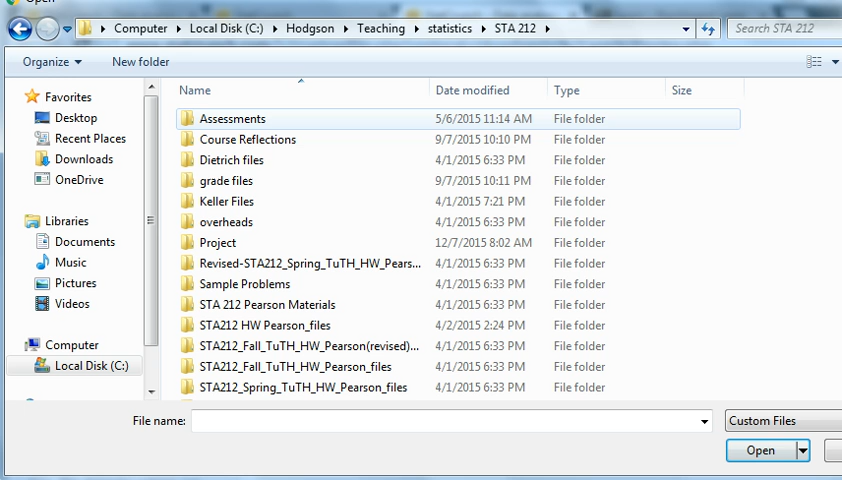 Open
Computer Local Disk (C:) Hodgson Teaching statistics STA 212 Search STA 212
Organize New folder
Name Date modified Type Size
Favorites
Desktop
Recent Places
Downloads
OneDrive
Libraries
Documents
Music
Pictures
Videos
Computer
Local Disk (C:)
Assessments 5/6/2015 11:14 AM File folder
Course Reflections 9/7/2015 10:10 PM File folder
Dietrich files 4/1/2015 6:33 PM File folder
grade files 9/7/2015 10:11 PM File folder
Keller Files 4/1/2015 7:21 PM File folder
overheads 4/1/2015 6:33 PM File folder
Project 12/7/2015 8:02 AM File folder
Revised-STA212_Spring_TuTH_HW_Pears... 4/1/2015 6:33 PM File folder
Sample Problems 4/1/2015 6:33 PM File folder
STA 212 Pearson Materials 4/1/2015 6:33 PM File folder
STA212 HW Pearson_files 4/2/2015 2:24 PM File folder
STA212_Fall_TuTH_HW_Pearson(revised)... 4/1/2015 6:33 PM File folder
STA212_Fall_TuTH_HW_Pearson_files 4/1/2015 6:33 PM File folder
STA212_Spring_TuTH_HW_Pearson_files 4/1/2015 6:33 PM File folder
File name: Custom Files
Open